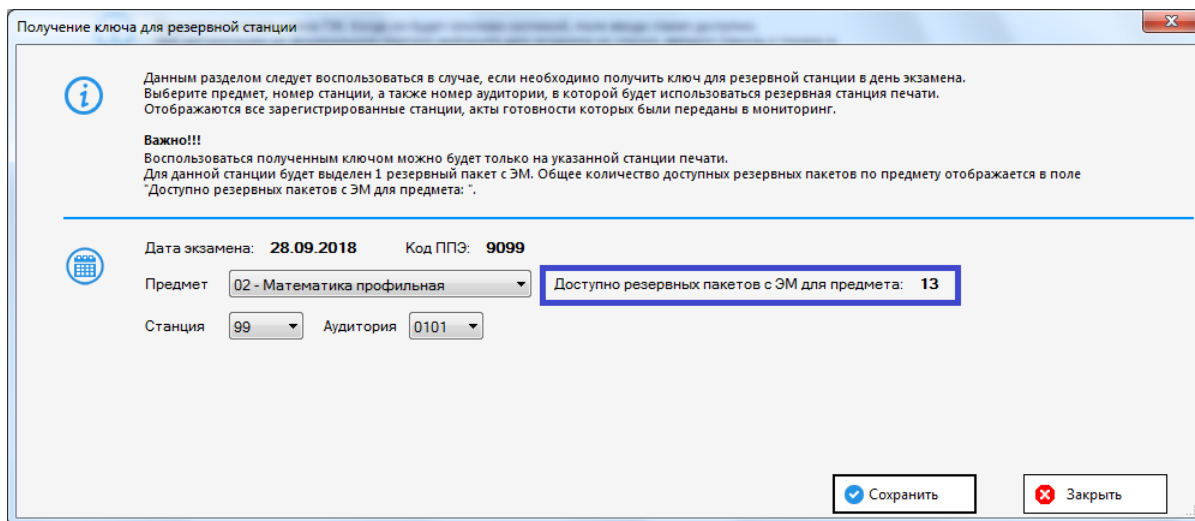 Получение ключа для резервной станции
Данным разделом следует воспользоваться в случае, если необходимо получить ключ для резервной станции в день экзамена.
Выберите предмет, номер станции, а также номер аудитории, в которой будет использоваться резервная станция печати.
Отображаются все зарегистрированные станции, акты готовности которых были переданы в мониторинг.
Важно!!!
Воспользоваться полученным ключом можно будет только на указанной станции печати.
Для данной станции будет выделен 1 резервный пакет с ЭМ. Общее количество доступных резервных пакетов по предмету отображается в поле
"Доступно резервных пакетов с ЭМ для предмета: ".
Дата экзамена: 28.09.2018 Код ППЭ: 9099
Предмет 02 - Математика профильная Доступно резервных пакетов с ЭМ для предмета: 13
Станция 99 Аудитория 0101
Сохранить Закрыть